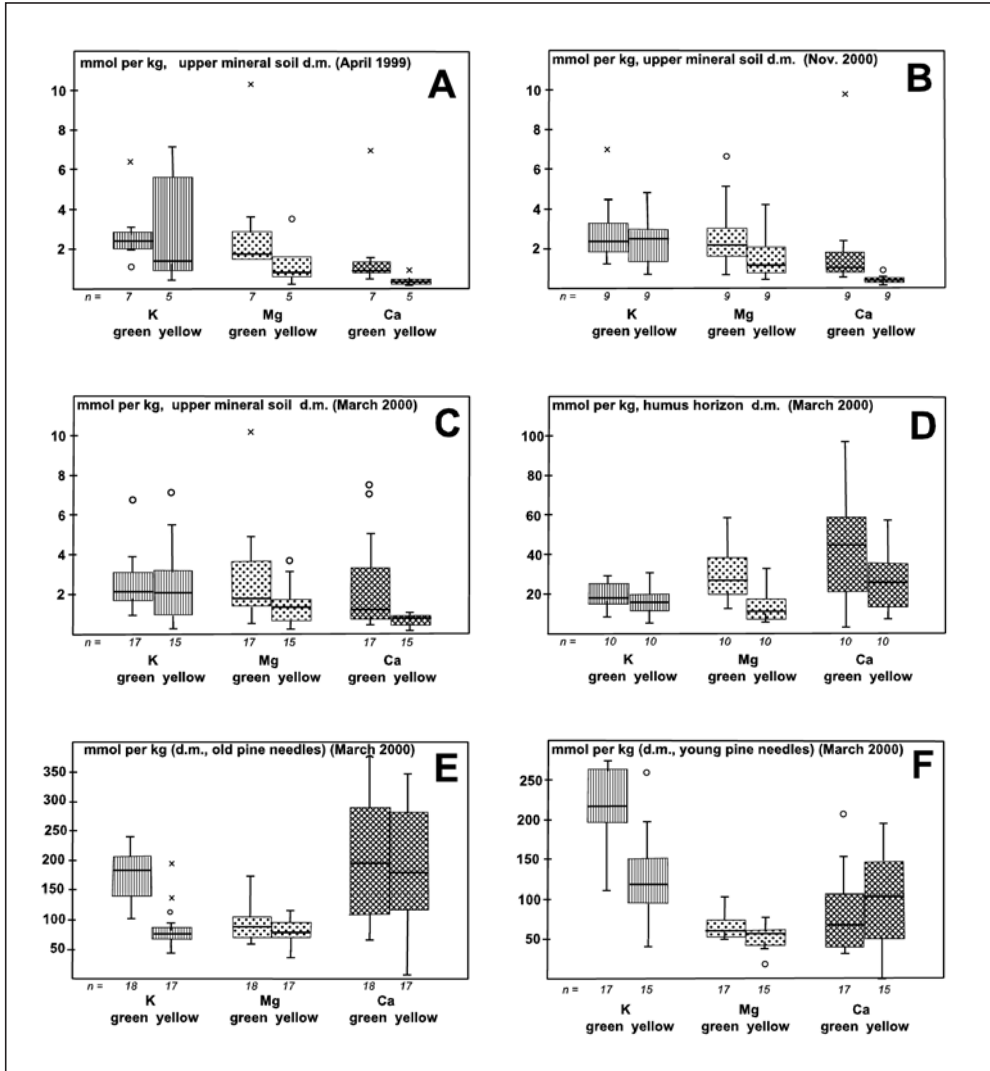 mmol per kg, upper mineral soil d.m. (April 1999)
A
10
8
6
4
2
n = 7 5 7 5 7 5
K Mg Ca
green yellow green yellow green yellow
mmol per kg, upper mineral soil d.m. (Nov. 2000)
B
10
8
6
4
2
n = 9 9 9 9 9 9
K Mg Ca
green yellow green yellow green yellow
mmol per kg, upper mineral soil d.m. (March 2000)
C
10
8
6
4
2
n = 17 15 17 15 17 15
K Mg Ca
green yellow green yellow green yellow
mmol per kg, humus horizon d.m. (March 2000)
D
100
80
60
40
20
n = 10 10 10 10 10 10
K Mg Ca
green yellow green yellow green yellow
mmol per kg (d.m., old pine needles) (March 2000)
E
350
300
250
200
150
100
50
n = 18 17 18 17 18 17
K Mg Ca
green yellow green yellow green yellow
mmol per kg (d.m., young pine needles) (March 2000)
F
250
200
150
100
50
n = 17 15 17 15 17 15
K Mg Ca
green yellow green yellow green yellow